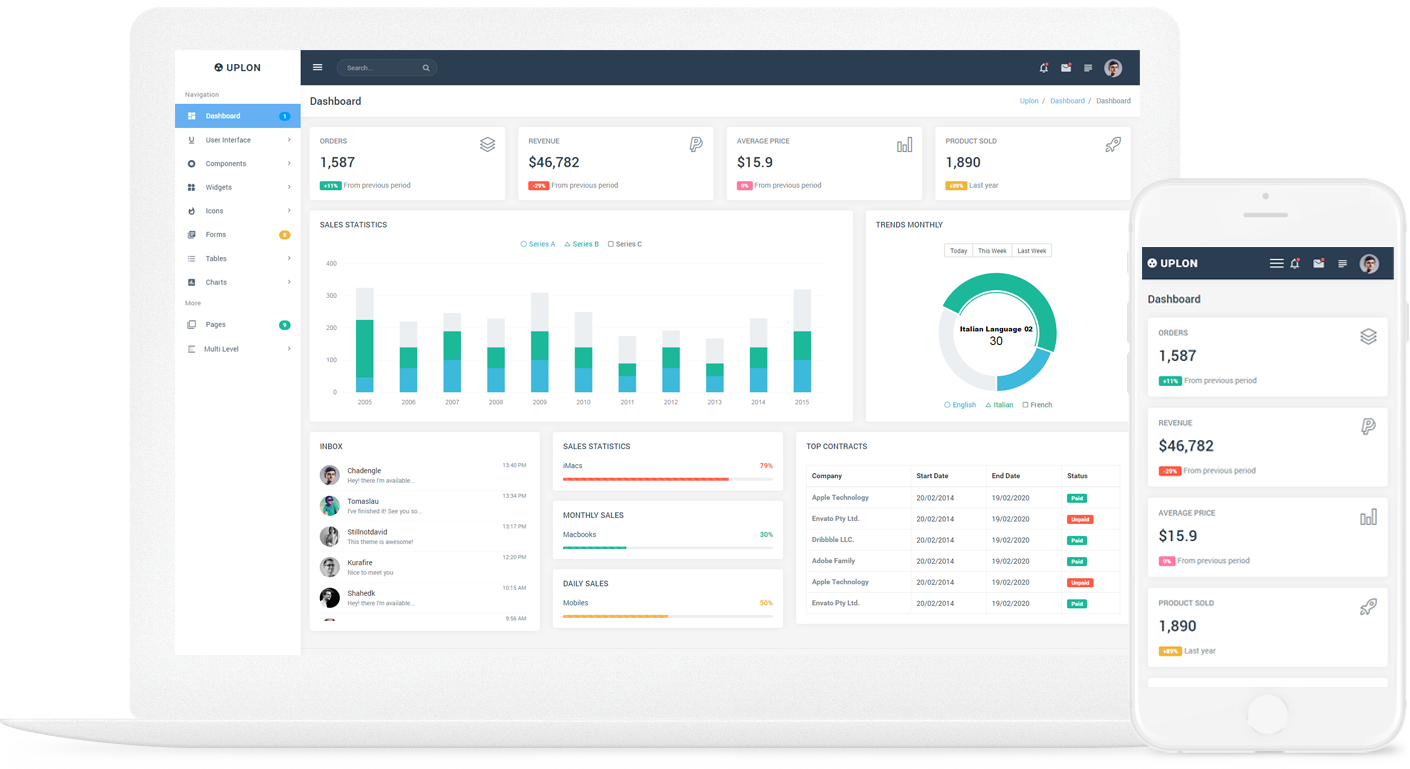 UPLON
Search...
Navigation
Dashboard 1
User Interface
Components
Widgets
Icons
Forms 8
Tables
Charts
More
Pages 9
Multi Level
Dashboard
Uplon / Dashboard / Dashboard
ORDERS
1,587
+11% From previous period
REVENUE
$46,782
-29% From previous period
AVERAGE PRICE
$15.9
0% From previous period
PRODUCT SOLD
1,890
+89% Last year
SALES STATISTICS
Series A Series B Series C
400
300
200
100
0
2005 2006 2007 2008 2009 2010 2011 2012 2013 2014 2015
TRENDS MONTHLY
Today This Week Last Week
Italian Language 02
30
English Italian French
INBOX
Chadengle 13:40 PM
Hey! there I'm available...
Tomaslau 13:34 PM
I've finished it! See you so...
Stillnotdavid 13:17 PM
This theme is awesome!
Kurafire 12:20 PM
Nice to meet you
Shahedk 10:15 AM
Hey! there I'm available...
9:56 AM
SALES STATISTICS
iMacs 79%
MONTHLY SALES
Macbooks 30%
DAILY SALES
Mobiles 50%
TOP CONTRACTS
Company Start Date End Date Status
Apple Technology 20/02/2014 19/02/2020 Paid
Envato Pty Ltd. 20/02/2014 19/02/2020 Unpaid
Dribbble LLC. 20/02/2014 19/02/2020 Paid
Adobe Family 20/02/2014 19/02/2020 Paid
Apple Technology 20/02/2014 19/02/2020 Unpaid
Envato Pty Ltd. 20/02/2014 19/02/2020 Paid
UPLON
Dashboard
ORDERS
1,587
+11% From previous period
REVENUE
$46,782
-29% From previous period
AVERAGE PRICE
$15.9
0% From previous period
PRODUCT SOLD
1,890
+89% Last year